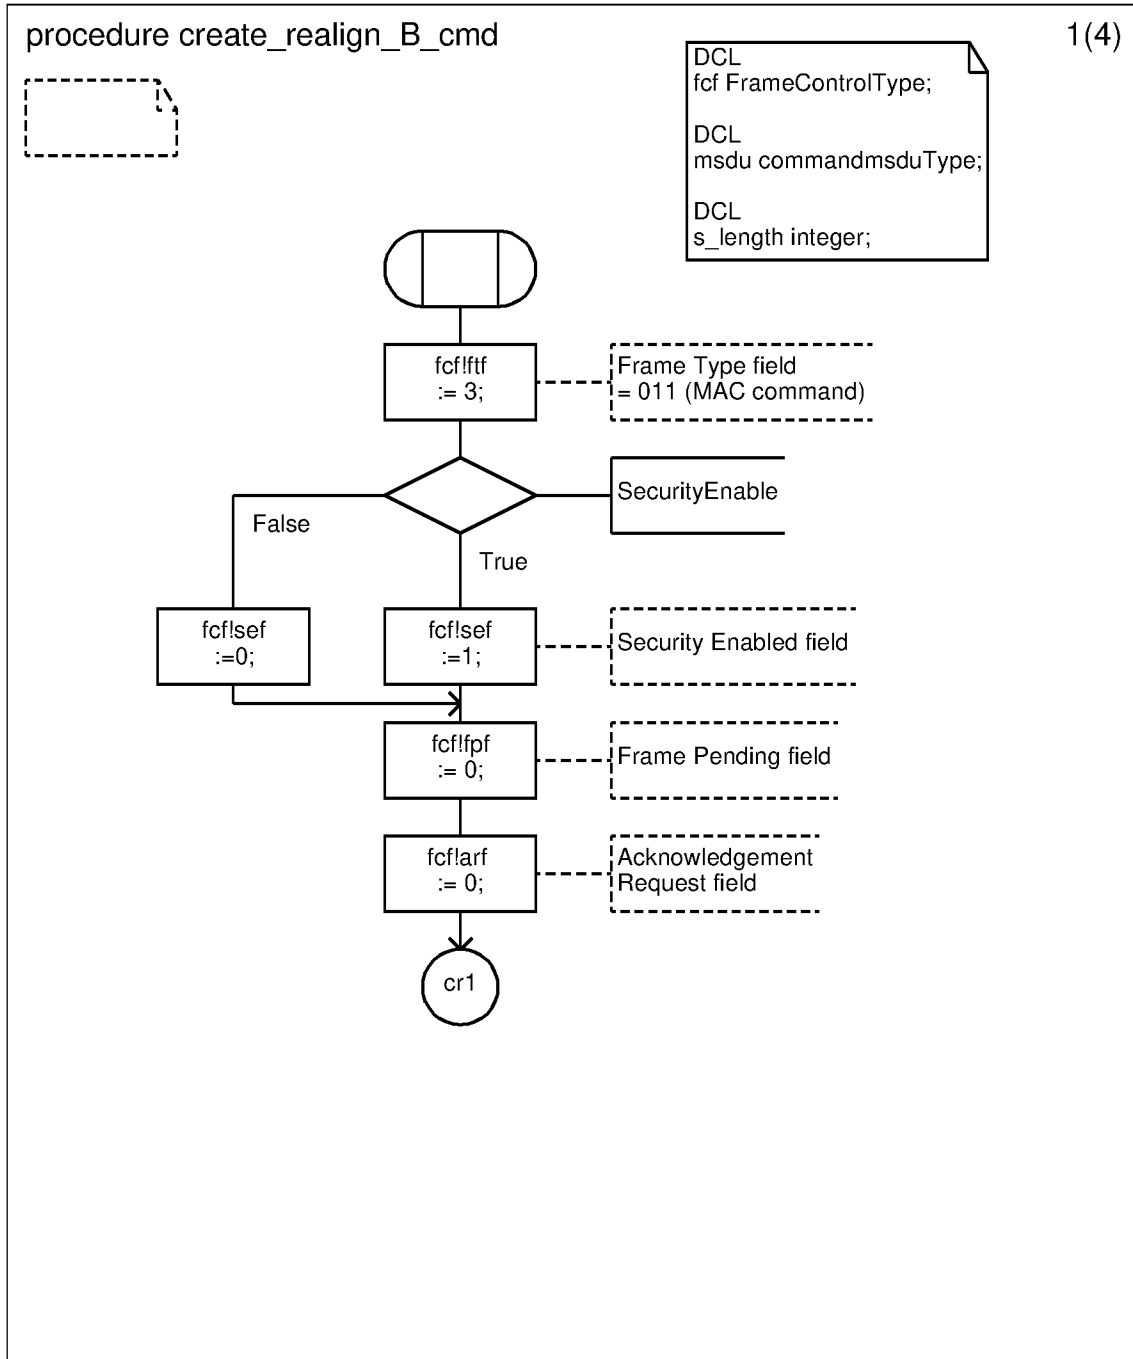 procedure create_realign_B_cmd
1(4)
DCL
fcf FrameControlType;
DCL
msdu commandmsduType;
DCL
s_length integer;
fcf!ftf
:= 3;
Frame Type field
= 011 (MAC command)
SecurityEnable
False
True
fcf!sef
:=0;
fcf!sef
:=1;
Security Enabled field
fcf!fpf
:= 0;
Frame Pending field
fcf!arf
:= 0;
Acknowledgement
Request field
cr1